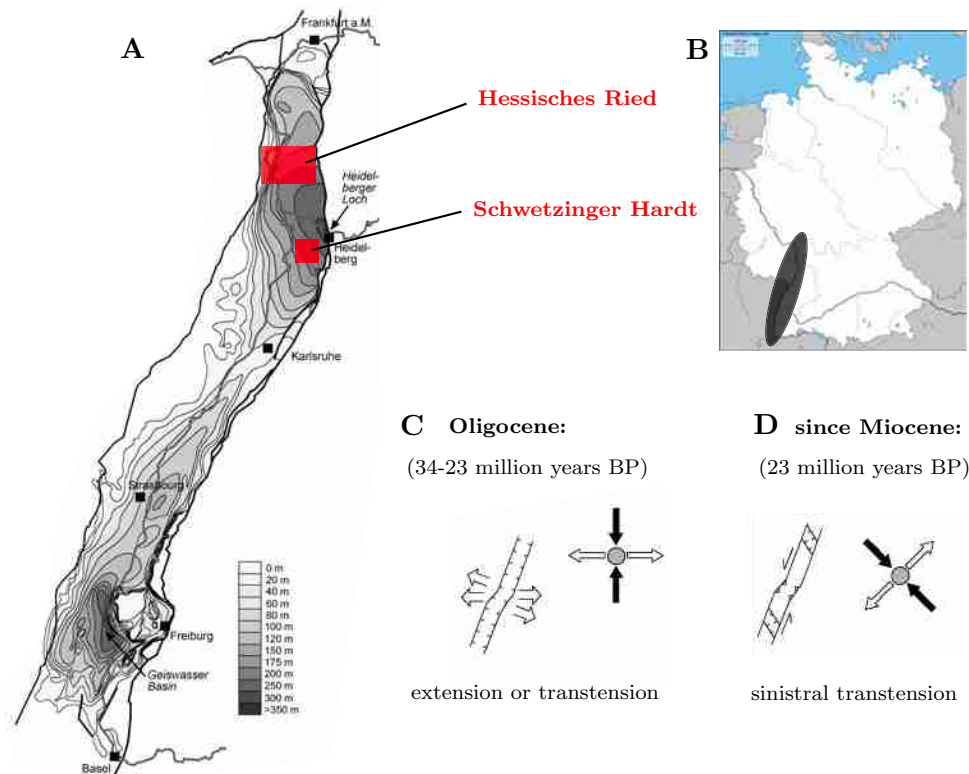 A
Frankfurt a.M.
Hessisches Ried
Heidel-
berger
Loch
Schwetzinger Hardt
Heidel-
berg
Karlsruhe
Strasbourg
0 m
20 m
40 m
60 m
80 m
100 m
120 m
150 m
175 m
200 m
250 m
300 m
>350 m
Freiburg
Geiswasser
Basin
Basel
B
C Oligocene:
(34-23 million years BP)
extension or transtension
D since Miocene:
(23 million years BP)
sinistral transtension